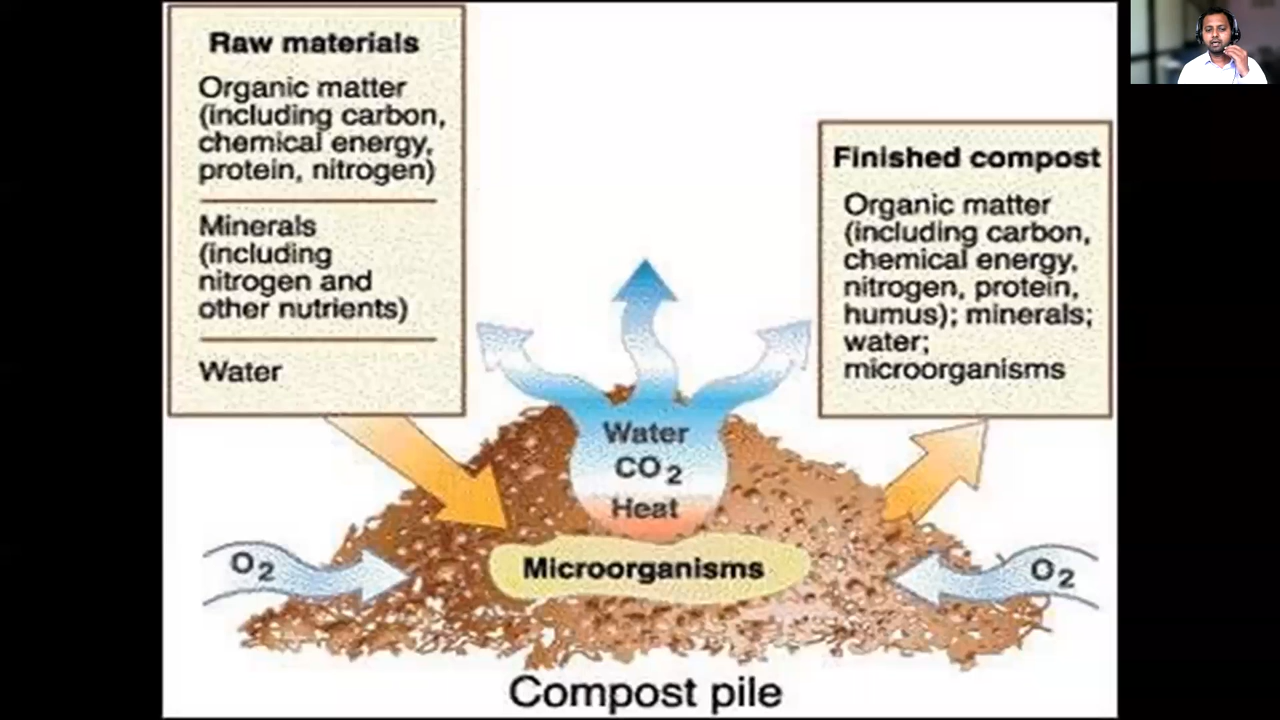 Raw materials
Organic matter
(including carbon,
chemical energy,
protein, nitrogen)
Minerals
(including
nitrogen and
other nutrients)
Water
Finished compost
Organic matter
(including carbon,
chemical energy,
nitrogen, protein,
humus); minerals;
water;
microorganisms
Water
CO2
Heat
O2
Microorganisms
O2
Compost pile